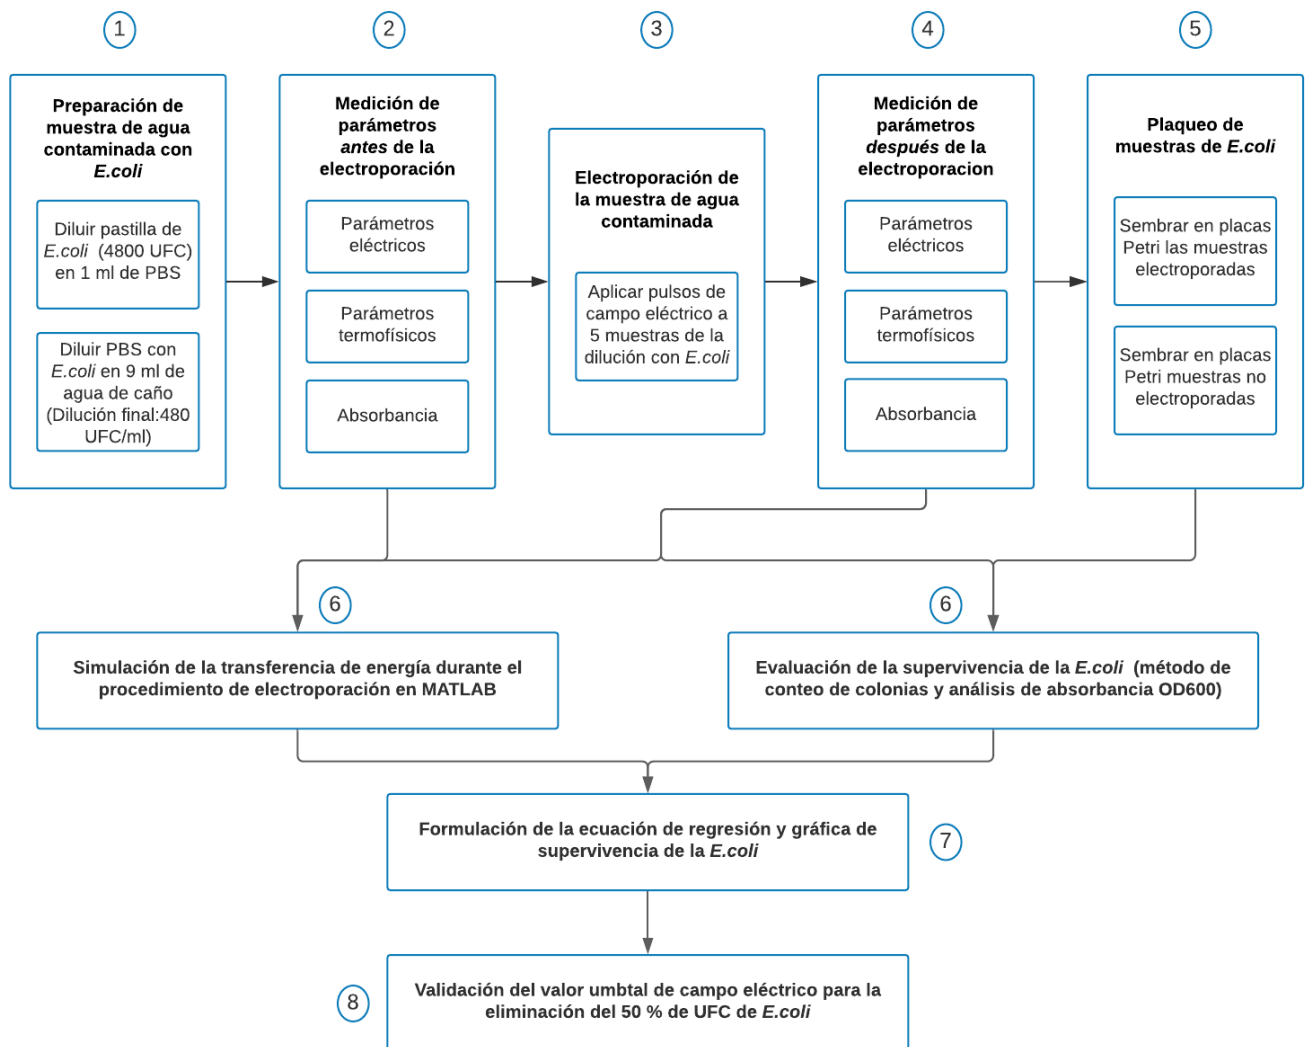 1
2
3
4
5
Preparación de
muestra de agua
contaminada con
E.coli
Diluir pastilla de
E.coli (4800 UFC)
en 1 ml de PBS
Diluir PBS con
E.coli en 9 ml de
agua de caño
(Dilución final:480
UFC/ml)
Medición de
parámetros
antes de la
electroporación
Parámetros
eléctricos
Parámetros
termofísicos
Absorbancia
Electroporación de
la muestra de agua
contaminada
Aplicar pulsos de
campo eléctrico a
5 muestras de la
dilución con E.coli
Medición de
parámetros
después de la
electroporacion
Parámetros
eléctricos
Parámetros
termofísicos
Absorbancia
Plaqueo de
muestras de E.coli
Sembrar en placas
Petri las muestras
electroporadas
Sembrar en placas
Petri muestras no
electroporadas
6
Simulación de la transferencia de energía durante el
procedimiento de electroporación en MATLAB
6
Evaluación de la supervivencia de la E.coli (método de
conteo de colonias y análisis de absorbancia OD600)
Formulación de la ecuación de regresión y gráfica de
supervivencia de la E.coli
7
8
Validación del valor umbtal de campo eléctrico para la
eliminación del 50 % de UFC de E.coli